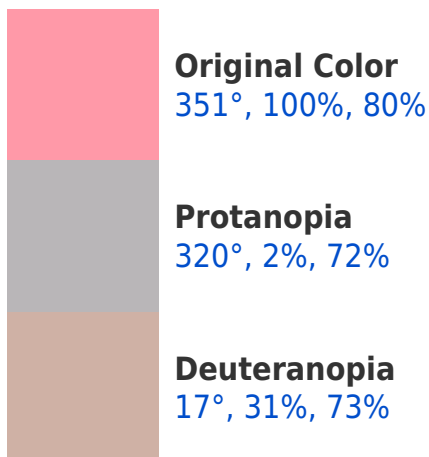 Original Color
351°, 100%, 80%
Protanopia
320°, 2%, 72%
Deuteranopia
17°, 31%, 73%